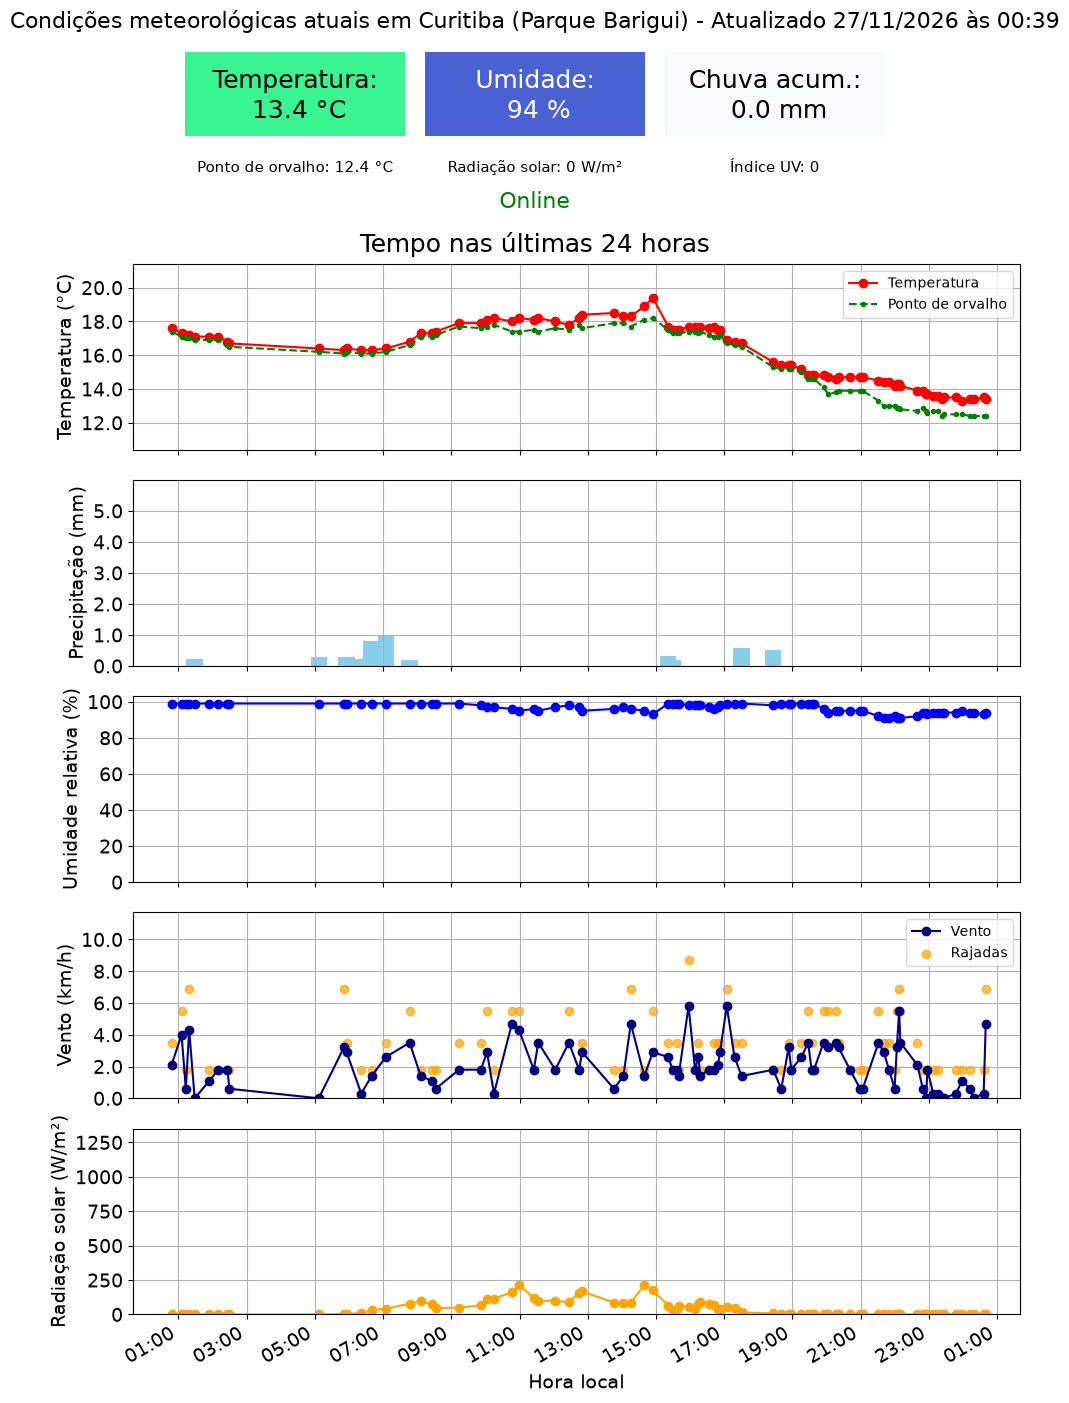 Condições meteorológicas atuais em Curitiba (Parque Barigui) - Atualizado 27/11/2026 às 00:39
Temperatura:
13.4 °C
Umidade:
94 %
Chuva acum.:
0.0 mm
Ponto de orvalho: 12.4 °C
Radiação solar: 0 W/m²
Índice UV: 0
Online
Tempo nas últimas 24 horas
Temperatura (°C)
20.0
18.0
16.0
14.0
12.0
Temperatura
Ponto de orvalho
Precipitação (mm)
5.0
4.0
3.0
2.0
1.0
0.0
Umidade relativa (%)
100
80
60
40
20
0
Vento (km/h)
10.0
8.0
6.0
4.0
2.0
0.0
Vento
Rajadas
Radiação solar (W/m²)
1250
1000
750
500
250
0
01:00
03:00
05:00
07:00
09:00
11:00
13:00
15:00
17:00
19:00
21:00
23:00
01:00
Hora local